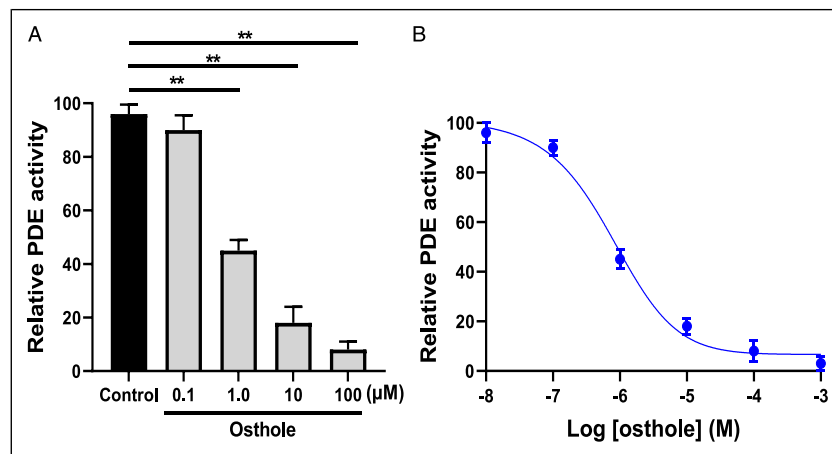 A
**
**
**
100
80
60
40
20
0
Relative PDE activity
Control 0.1 1.0 10 100 (μM)
Osthole
B
100
80
60
40
20
0
Relative PDE activity
-8 -7 -6 -5 -4 -3
Log [osthole] (M)